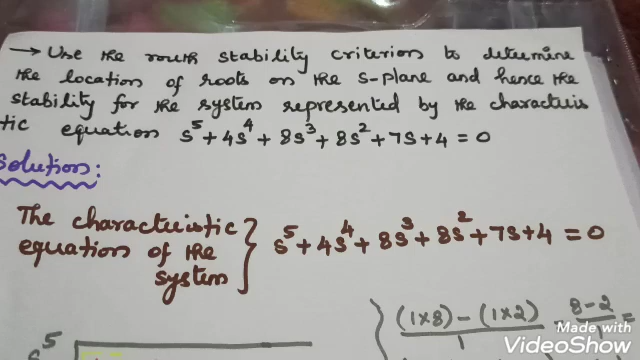 → Use the routh stability criterion to determine
the location of roots on the s-plane and hence the
stability for the system represented by the characteris
tic equation s⁵+4s⁴+8s³+8s²+7s+4=0
Solution:
The characteristic
equation of the
system } s⁵+4s⁴+8s³+8s²+7s+4=0
(1×8)-(1×2)/1 = 8-2/ =
s⁵
Made with
VideoShow